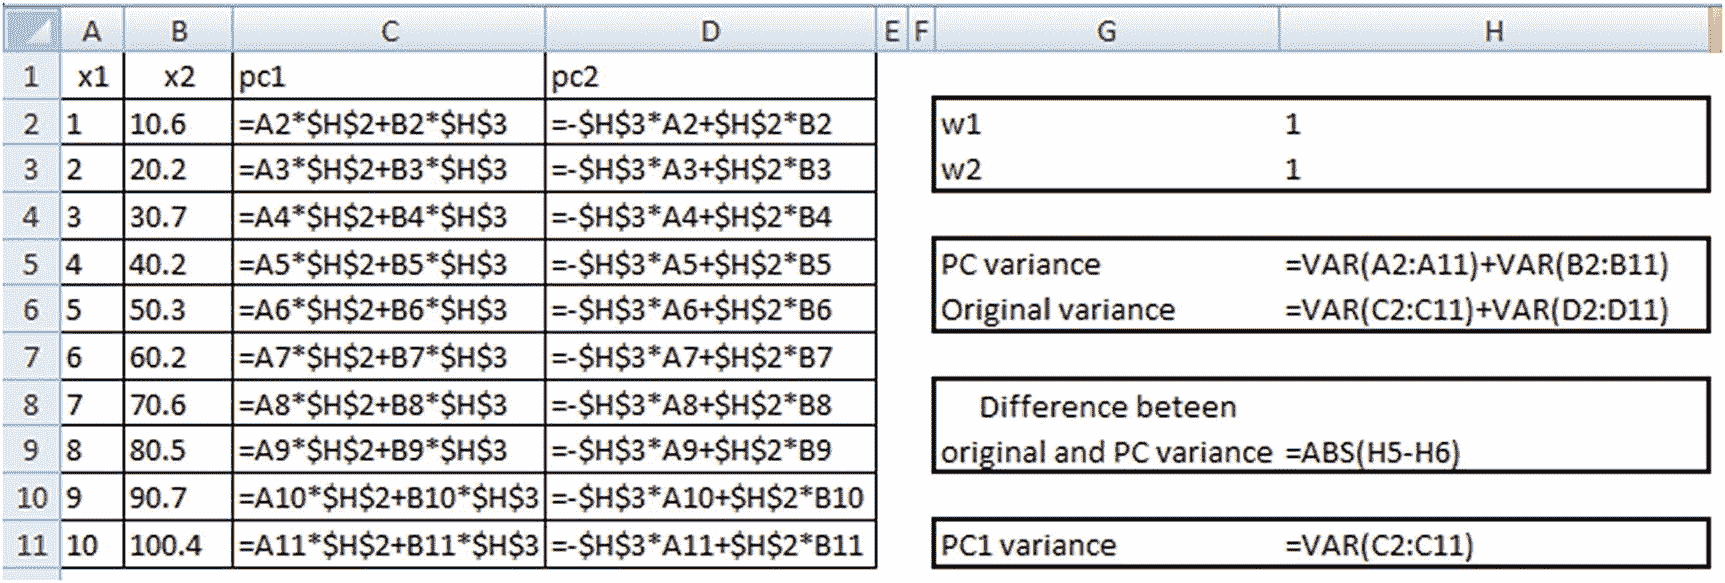 A B C D E F G H
1 x1 x2 pc1 pc2
2 1 10.6 =A2*$H$2+B2*$H$3 =-$H$3*A2+$H$2*B2 w1 1
3 2 20.2 =A3*$H$2+B3*$H$3 =-$H$3*A3+$H$2*B3 w2 1
4 3 30.7 =A4*$H$2+B4*$H$3 =-$H$3*A4+$H$2*B4
5 4 40.2 =A5*$H$2+B5*$H$3 =-$H$3*A5+$H$2*B5 PC variance =VAR(A2:A11)+VAR(B2:B11)
6 5 50.3 =A6*$H$2+B6*$H$3 =-$H$3*A6+$H$2*B6 Original variance =VAR(C2:C11)+VAR(D2:D11)
7 6 60.2 =A7*$H$2+B7*$H$3 =-$H$3*A7+$H$2*B7
8 7 70.6 =A8*$H$2+B8*$H$3 =-$H$3*A8+$H$2*B8 Difference beteen
9 8 80.5 =A9*$H$2+B9*$H$3 =-$H$3*A9+$H$2*B9 original and PC variance =ABS(H5-H6)
10 9 90.7 =A10*$H$2+B10*$H$3 =-$H$3*A10+$H$2*B10
11 10 100.4 =A11*$H$2+B11*$H$3 =-$H$3*A11+$H$2*B11 PC1 variance =VAR(C2:C11)